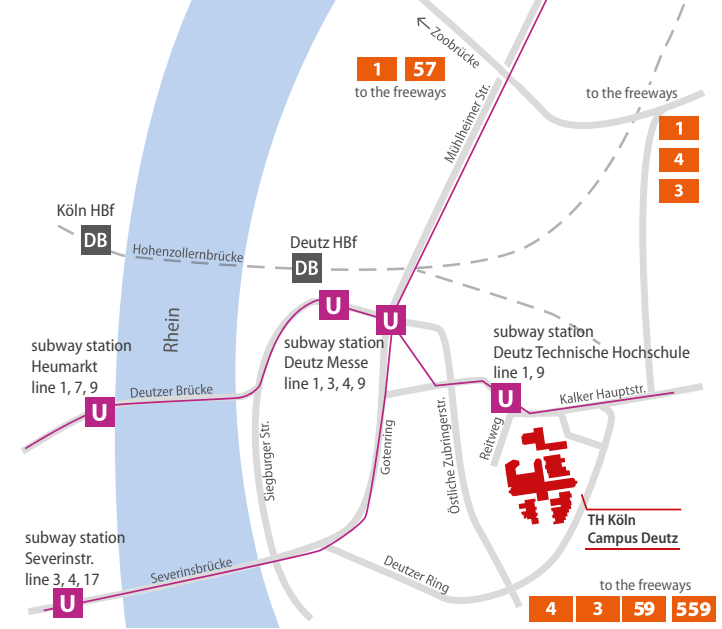 Zoobrücke
1 57
to the freeways
Mühlheimer Str.
to the freeways
1
4
3
Köln HBf
DB
Hohenzollernbrücke
Deutz HBf
DB
U
U
Rhein
subway station
Heumarkt
line 1, 7, 9
U
Deutzer Brücke
subway station
Deutz Messe
line 1, 3, 4, 9
subway station
Deutz Technische Hochschule
line 1, 9
U
Kalker Hauptstr.
Siegburger Str.
Gotenring
Östliche Zubringerstr.
Reitweg
TH Köln
Campus Deutz
subway station
Severinstr.
line 3, 4, 17
U
Severinsbrücke
Deutzer Ring
to the freeways
4 3 59 559